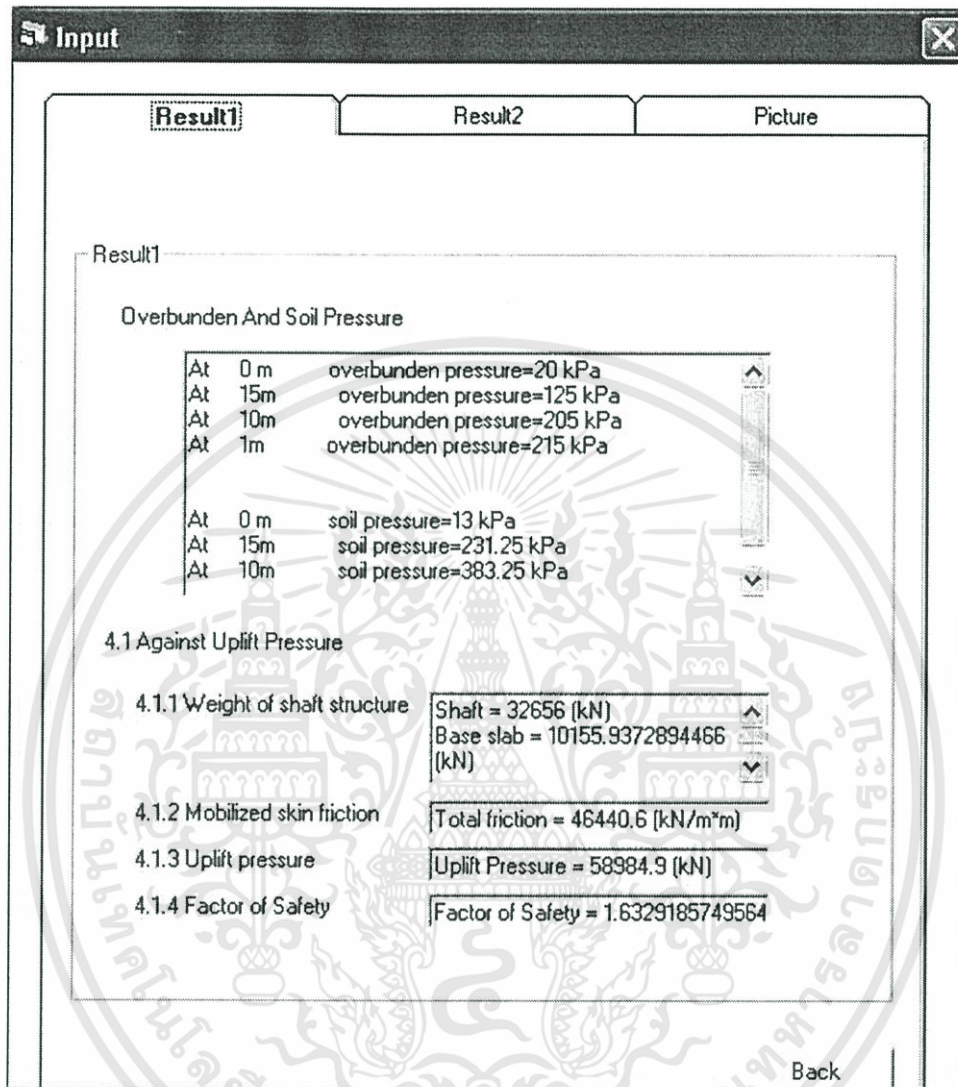 Input
Result1 Result2 Picture
Result1
Overbunden And Soil Pressure
At 0 m overbunden pressure=20 kPa
At 15m overbunden pressure=125 kPa
At 10m overbunden pressure=205 kPa
At 1m overbunden pressure=215 kPa
At 0 m soil pressure=13 kPa
At 15m soil pressure=231.25 kPa
At 10m soil pressure=383.25 kPa
4.1 Against Uplift Pressure
4.1.1 Weight of shaft structure
Shaft = 32656 (kN)
Base slab = 10155.9372894466
(kN)
4.1.2 Mobilized skin friction Total friction = 46440.6 (kN/m*m)
4.1.3 Uplift pressure Uplift Pressure = 58984.9 (kN)
4.1.4 Factor of Safety Factor of Safety = 1.6329185749564
Back